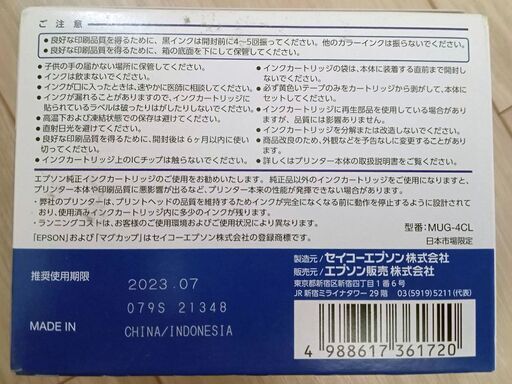 ご 注 意
●良好な印刷品質を得るために、黒インクは開封前に4～5回振ってください。他のカラーインクは振らないでください。
●良好な印刷品質を得るために、箱の底面を下にして保管してください。
●子供の手の届かない場所に保管してください。
●インクは飲まないでください。
●インクが口に入ったときは、速やかに医師に相談してください。
●インクが漏れることがありますので、インクカートリッジに
貼られているラベルは破ったりはがしたりしないでください。
●高温下および凍結状態での保存は避けてください。
●直射日光を避けてください。
●良好な印刷品質を得るために、開封後は6ヶ月以内に使い
切ってください。
●インクカートリッジ上のICチップは触らないでください。
●インクカートリッジの袋は、本体に装着する直前まで開封し
ないでください。
●必ず黄色いテープのみをカートリッジから剥がして、本体に
セットしてください。
●インクカートリッジに再生部品を使用している場合があります
が、品質には影響ありません。
●インクカートリッジを分解または改造しないでください。
●商品改良のため、外観などを予告なしに変更することがありま
す。
●詳しくはプリンター本体の取扱説明書をご覧ください。
エプソン純正インクカートリッジのご使用をお勧めいたします。純正品以外のインクカートリッジをご使用になりますと、
プリンター本体や印刷品質に悪影響が出るなど、プリンター本来の性能が発揮できない場合があります。
・弊社のプリンターは、プリントヘッドの品質を維持するためインクが完全になくなる前に動作を停止するように設計され
ており、使用済みインクカートリッジ内に多少のインクが残ります。
・ランニングコストは、お客様のご使用環境およびご使用状況により異なります。
「EPSON」および「マグカップ」はセイコーエプソン株式会社の登録商標です。
型番：MUG-4CL
日本市場限定
推奨使用期限
2023.07
079S 21348
MADE IN
CHINA/INDONESIA
製造元／セイコーエプソン株式会社
販売元／エプソン販売株式会社
東京都新宿区新宿四丁目1番6号
JR新宿ミライナタワー29階 03(5919)5211(代表)
4 988617 361720